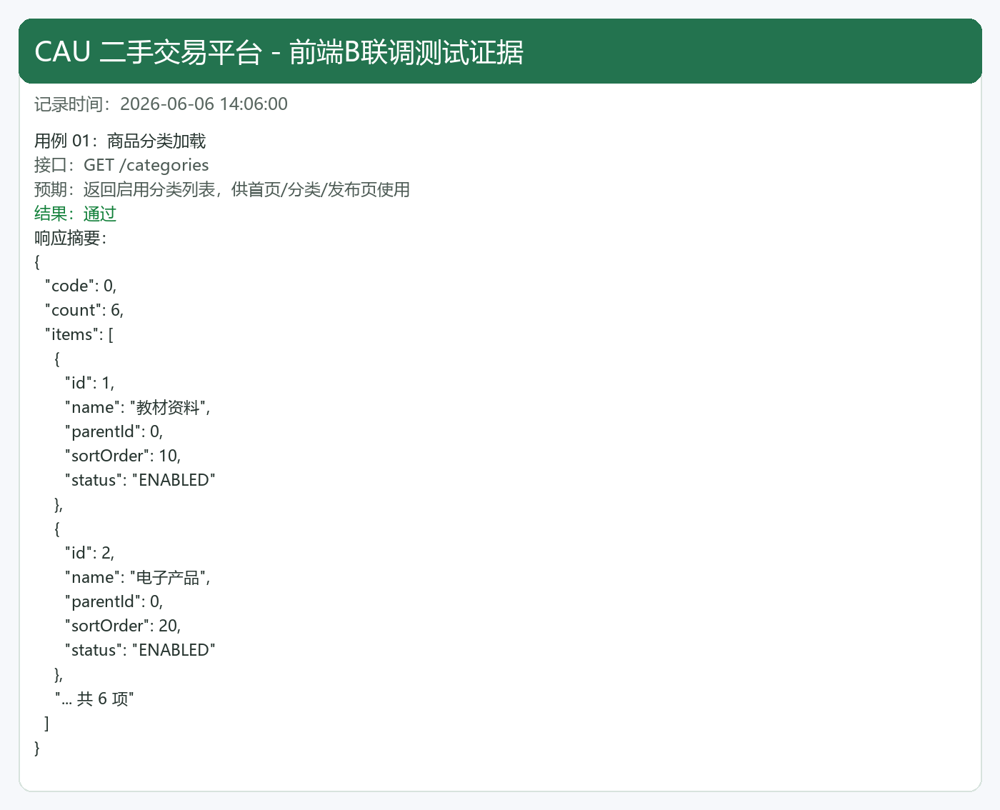 CAU 二手交易平台 - 前端B联调测试证据
记录时间：2026-06-06 14:06:00
用例 01：商品分类加载
接口：GET /categories
预期：返回启用分类列表，供首页/分类/发布页使用
结果：通过
响应摘要：
{
"code": 0,
"count": 6,
"items": [
{
"id": 1,
"name": "教材资料",
"parentId": 0,
"sortOrder": 10,
"status": "ENABLED"
},
{
"id": 2,
"name": "电子产品",
"parentId": 0,
"sortOrder": 20,
"status": "ENABLED"
},
"... 共 6 项"
]
}